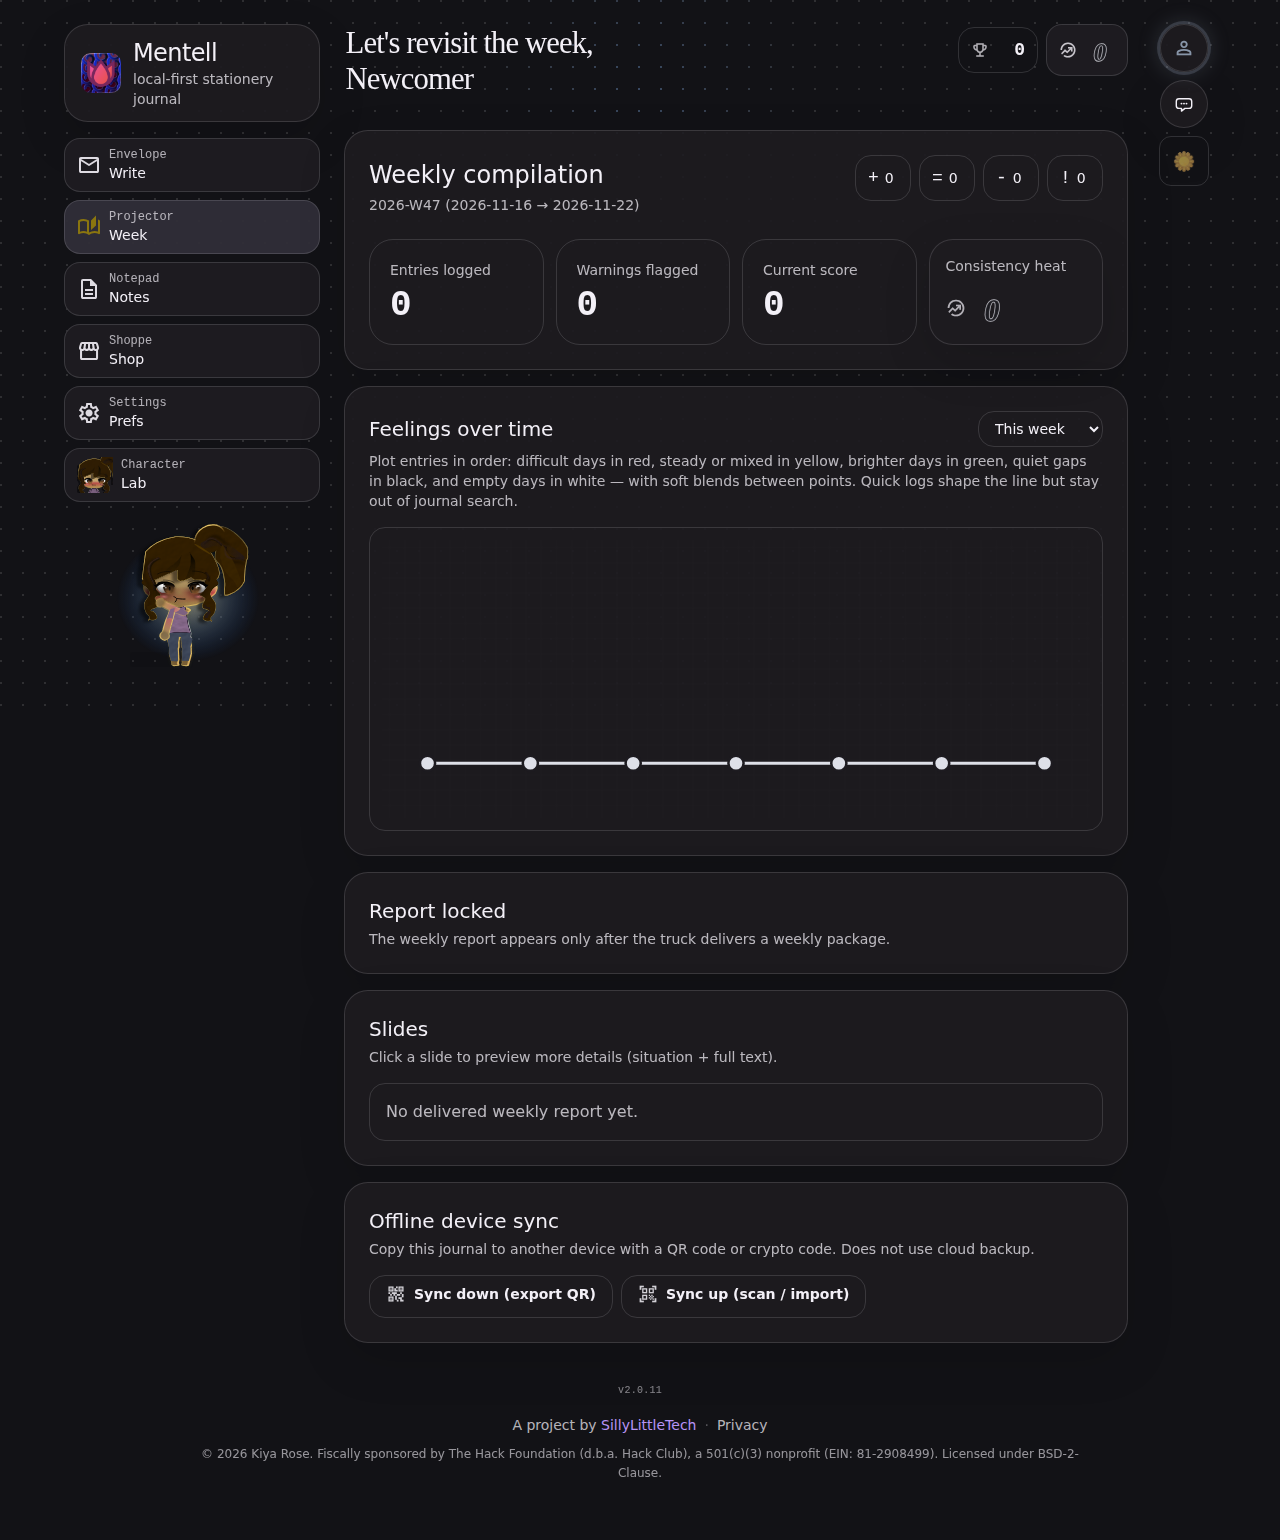 Mentell
local-first stationery
journal
Envelope
Write
Projector
Week
Notepad
Notes
Shoppe
Shop
Settings
Prefs
Character
Lab
Let's revisit the week,
Newcomer
0
0
Weekly compilation
2026-W47 (2026-11-16 → 2026-11-22)
+ 0
= 0
- 0
! 0
Entries logged
0
Warnings flagged
0
Current score
0
Consistency heat
0
Feelings over time
This week
Plot entries in order: difficult days in red, steady or mixed in yellow, brighter days in green, quiet gaps
in black, and empty days in white — with soft blends between points. Quick logs shape the line but stay
out of journal search.
Report locked
The weekly report appears only after the truck delivers a weekly package.
Slides
Click a slide to preview more details (situation + full text).
No delivered weekly report yet.
Offline device sync
Copy this journal to another device with a QR code or crypto code. Does not use cloud backup.
Sync down (export QR)
Sync up (scan / import)
v2.0.11
A project by SillyLittleTech · Privacy
© 2026 Kiya Rose. Fiscally sponsored by The Hack Foundation (d.b.a. Hack Club), a 501(c)(3) nonprofit (EIN: 81-2908499). Licensed under BSD-2-
Clause.